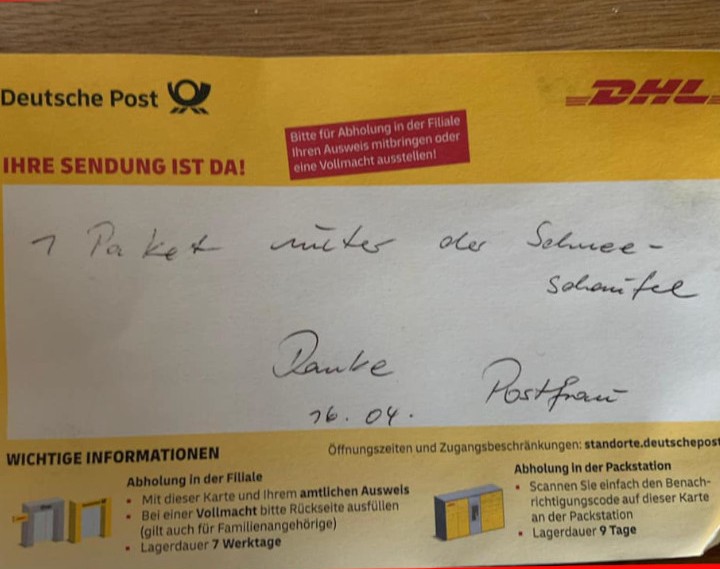 Deutsche Post
DHL
Bitte für Abholung in der Filiale
Ihren Ausweis mitbringen oder
eine Vollmacht ausstellen!
IHRE SENDUNG IST DA!
1 Paket unter der Schnee-
schaufel
Danke
16.04.
Postfrau
WICHTIGE INFORMATIONEN
Öffnungszeiten und Zugangsbeschränkungen: standorte.deutschepost
Abholung in der Filiale
• Mit dieser Karte und Ihrem amtlichen Ausweis
• Bei einer Vollmacht bitte Rückseite ausfüllen
(gilt auch für Familienangehörige)
• Lagerdauer 7 Werktage
Abholung in der Packstation
• Scannen Sie einfach den Benach-
richtigungscode auf dieser Karte
an der Packstation
• Lagerdauer 9 Tage